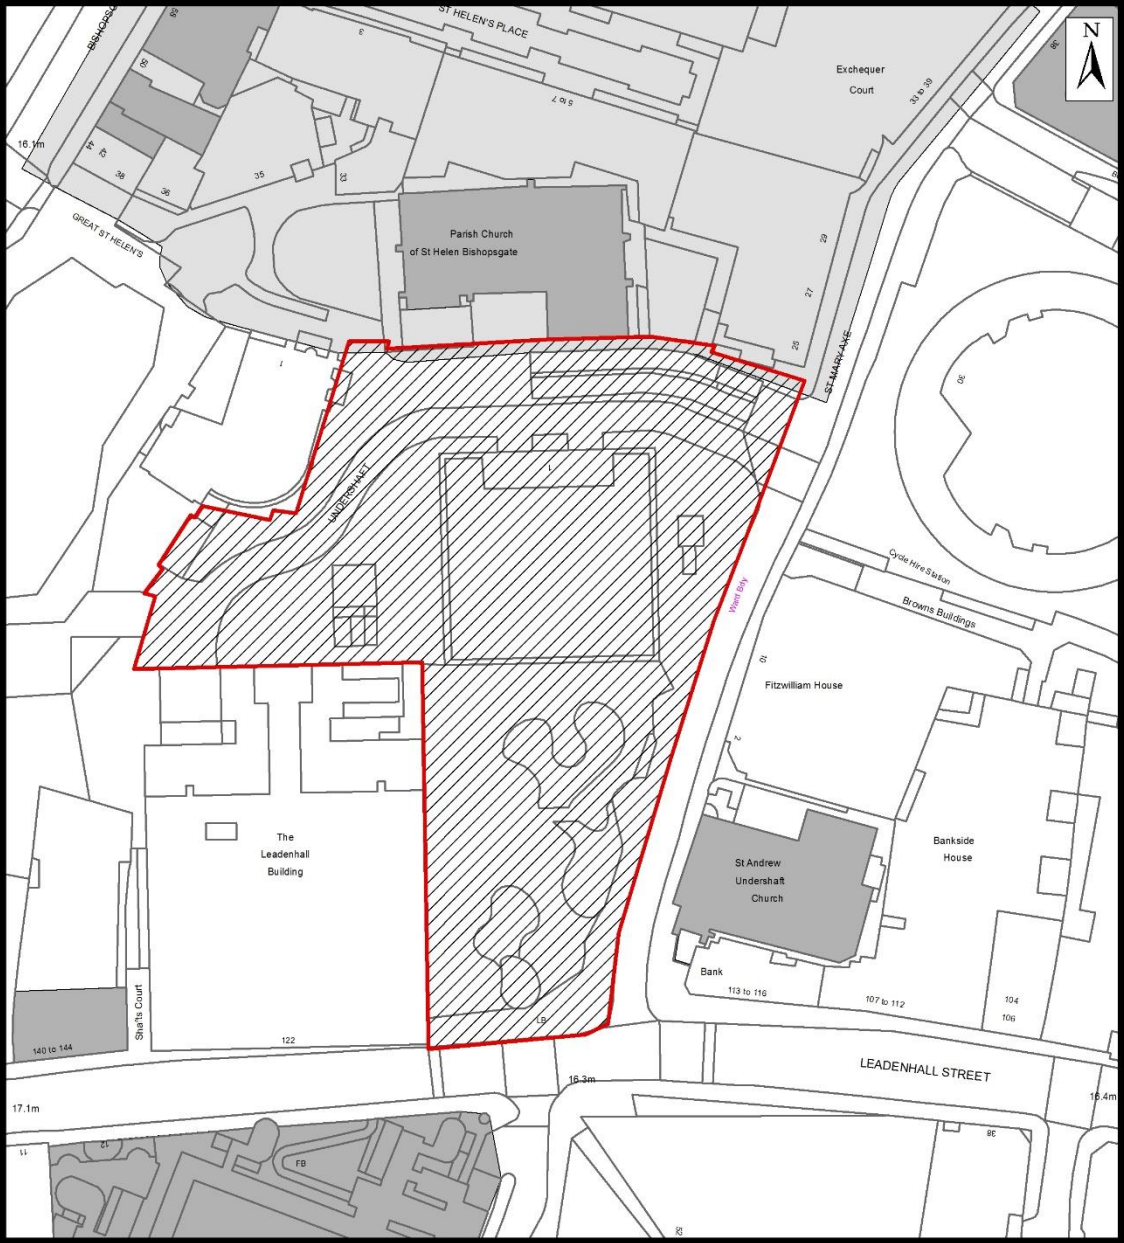 BISHOPSG
55
ST HELEN'S PLACE
3
N
38
50
Exchequer
Court
33 to 39
5 to 7
16.1m
44
42
38
36
35
33
GREAT ST HELEN'S
Parish Church
of St Helen Bishopsgate
29
27
25
ST MARY AXE
1
30
UNDERSHAFT
1
Cycle Hire Station
Browns Buildings
Ward Bdy
10
Fitzwilliam House
2
The
Leadenhall
Building
St Andrew
Undershaft
Church
Bankside
House
Bank
113 to 116
107 to 112
104
106
Shafts Court
140 to 144
122
LB
16.3m
LEADENHALL STREET
17.1m
16.4m
11
12
FB
38
52